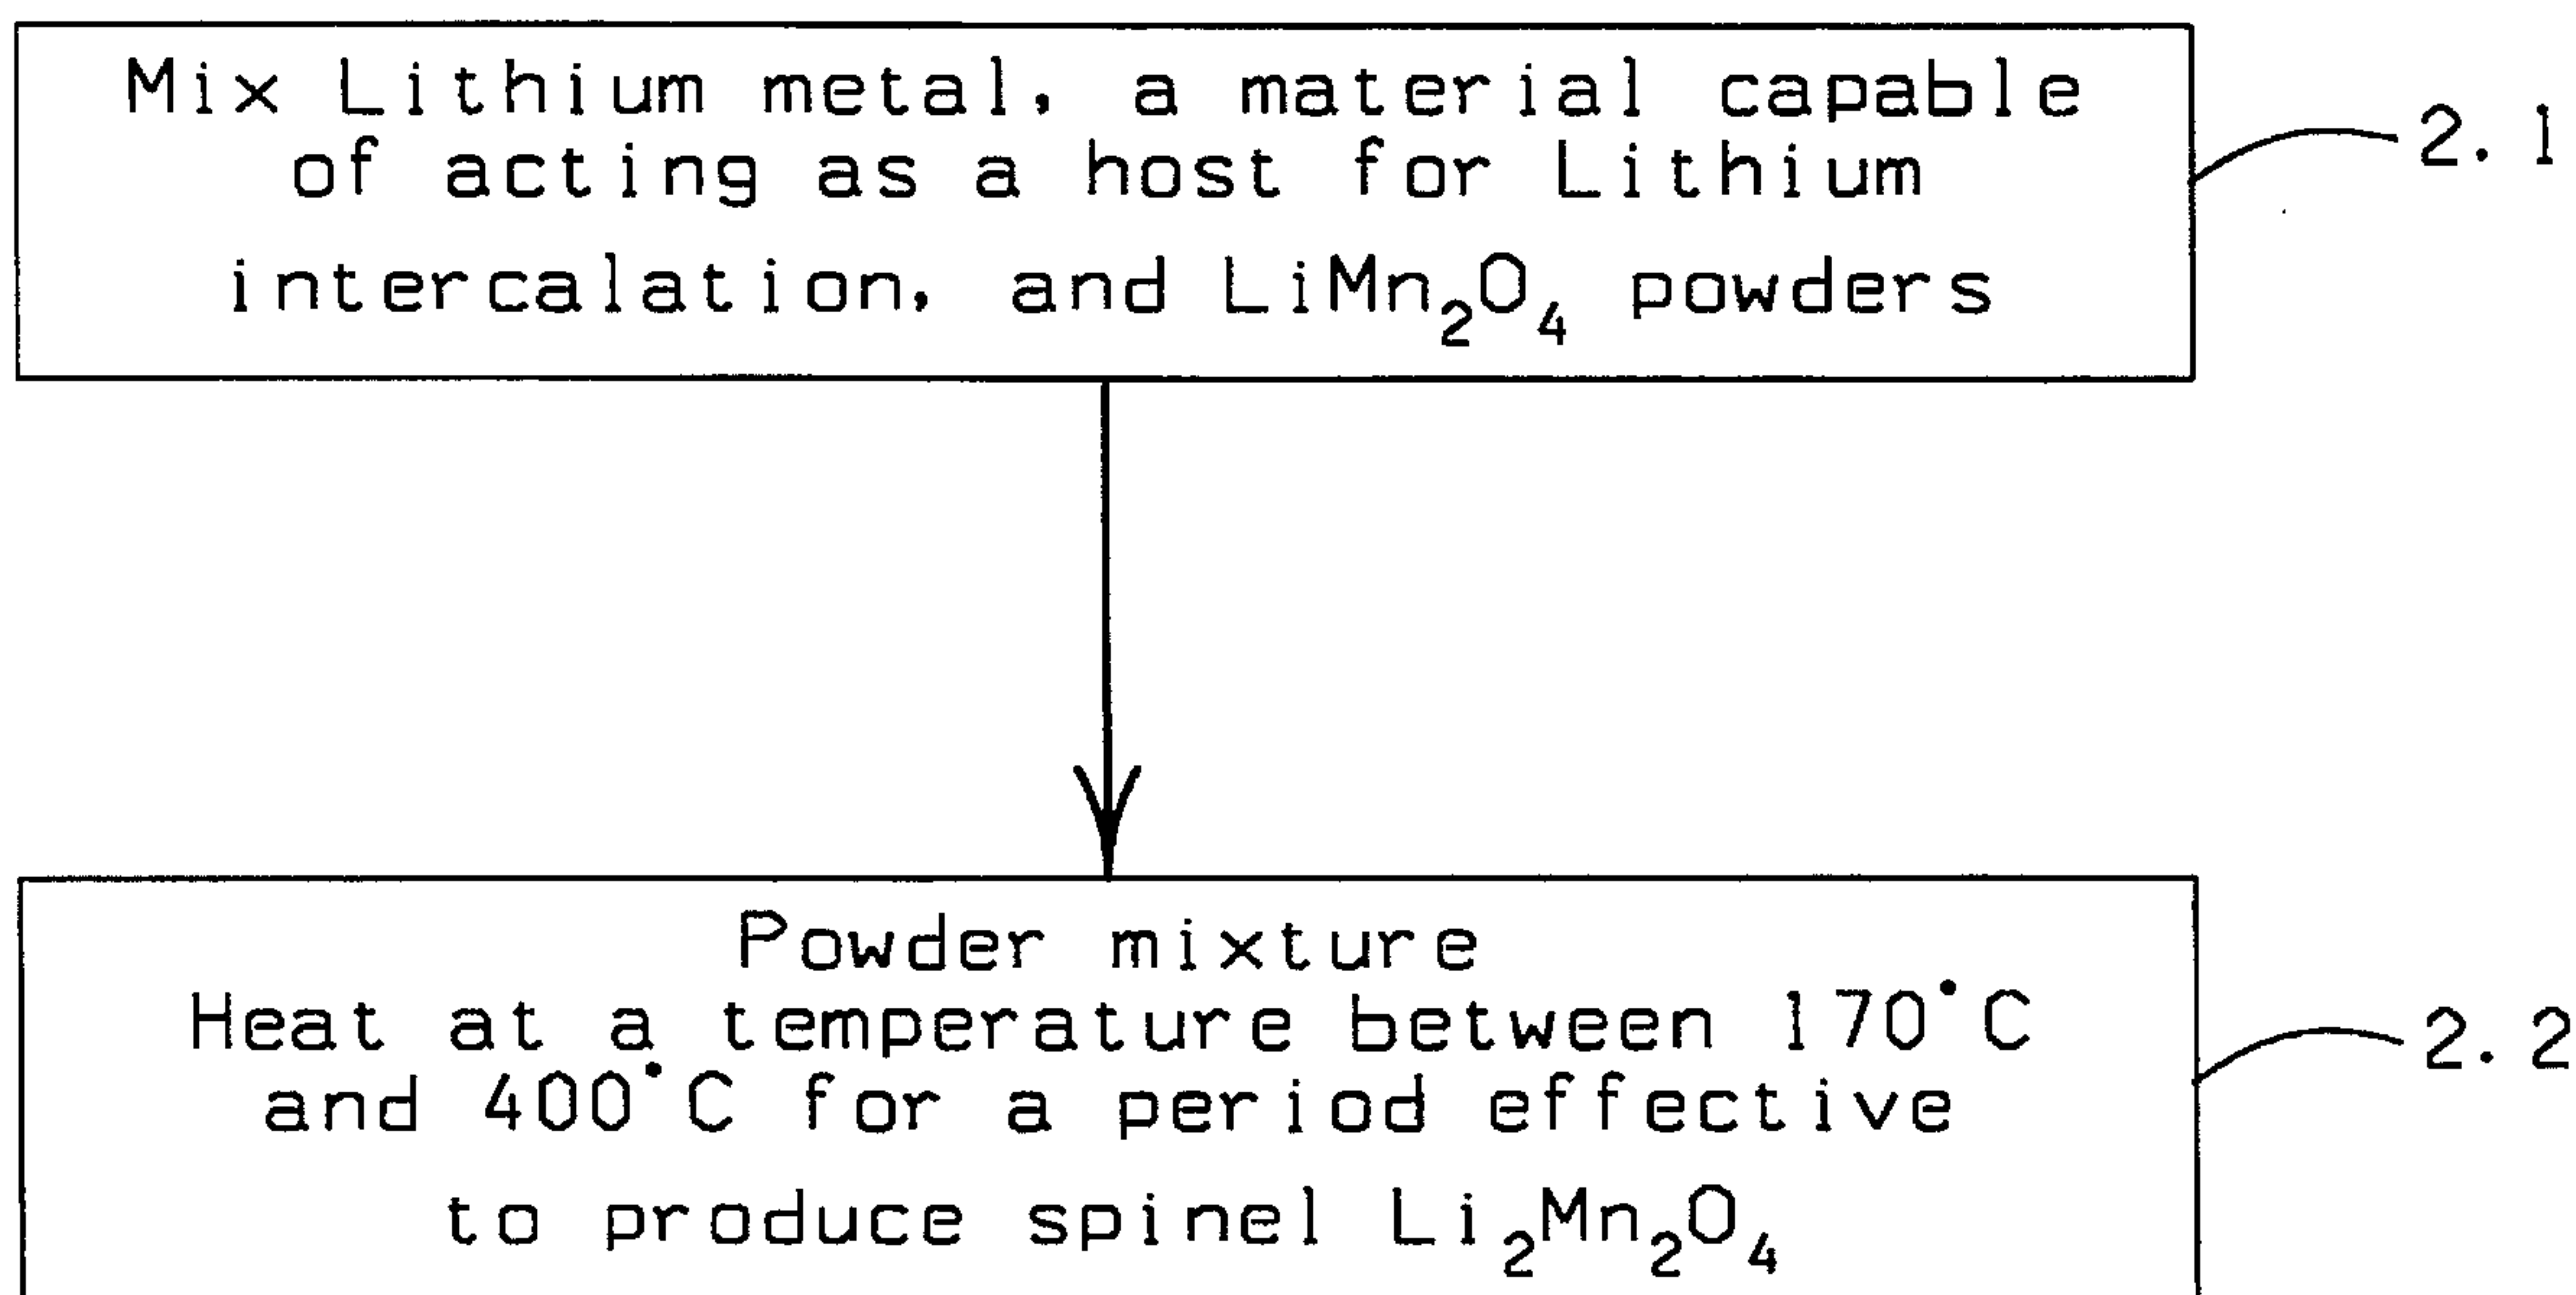 Mix Lithium metal, a material capable
of acting as a host for Lithium
intercalation, and LiMn₂O₄ powders
2.1
Powder mixture
Heat at a temperature between 170°C
and 400°C for a period effective
to produce spinel Li₂Mn₂O₄
2.2